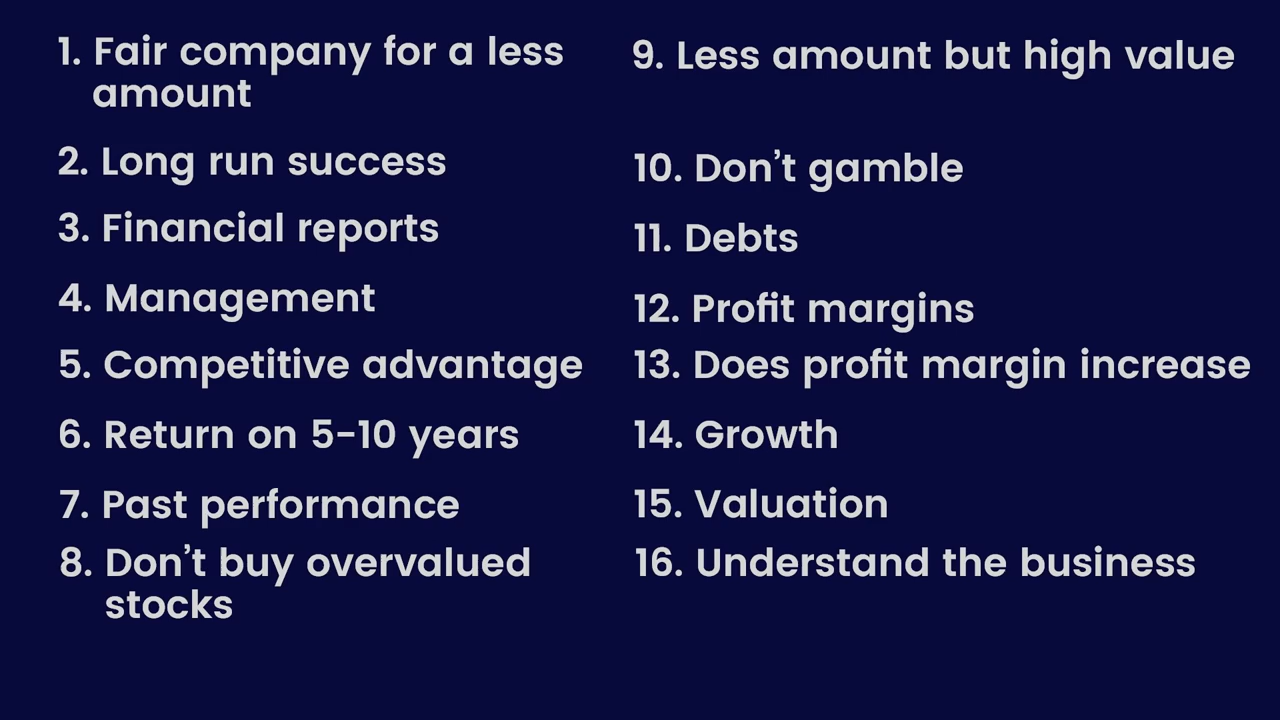 1. Fair company for a less
amount
2. Long run success
3. Financial reports
4. Management
5. Competitive advantage
6. Return on 5-10 years
7. Past performance
8. Don’t buy overvalued
stocks
9. Less amount but high value
10. Don’t gamble
11. Debts
12. Profit margins
13. Does profit margin increase
14. Growth
15. Valuation
16. Understand the business